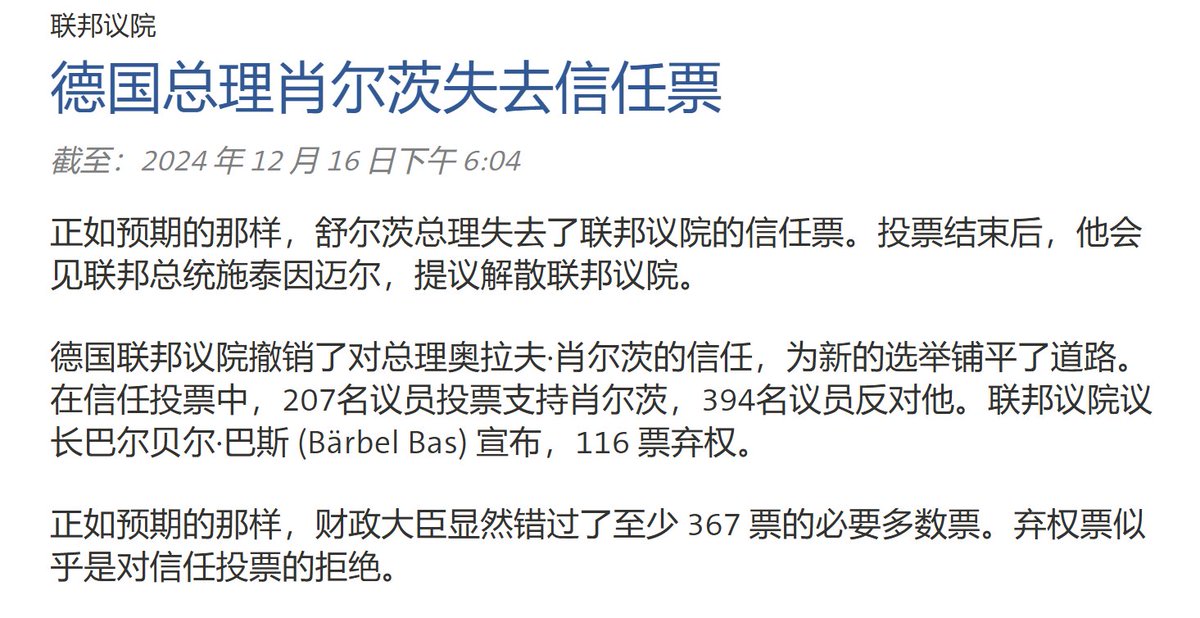 联邦议院
德国总理肖尔茨失去信任票
截至：2024 年 12 月 16 日下午 6:04
正如预期的那样，舒尔茨总理失去了联邦议院的信任票。投票结束后，他会
见联邦总统施泰因迈尔，提议解散联邦议院。
德国联邦议院撤销了对总理奥拉夫·肖尔茨的信任，为新的选举铺平了道路。
在信任投票中，207名议员投票支持肖尔茨，394名议员反对他。联邦议院议
长巴尔贝尔·巴斯 (Bärbel Bas) 宣布，116 票弃权。
正如预期的那样，财政大臣显然错过了至少 367 票的必要多数票。弃权票似
乎是对信任投票的拒绝。